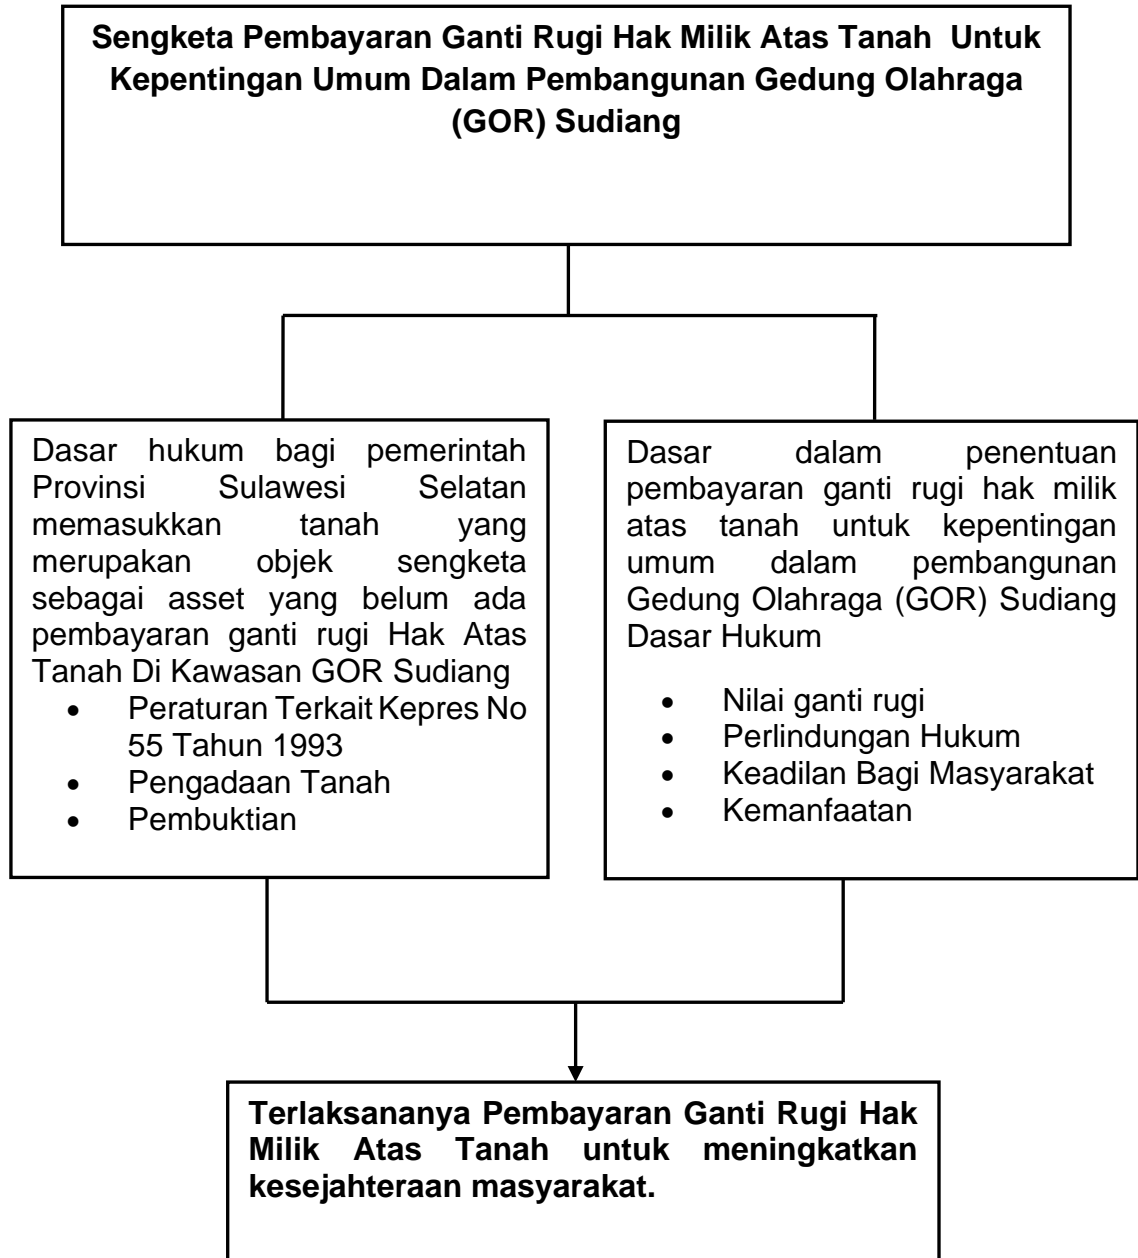 Sengketa Pembayaran Ganti Rugi Hak Milik Atas Tanah Untuk
Kepentingan Umum Dalam Pembangunan Gedung Olahraga
(GOR) Sudiang
Dasar hukum bagi pemerintah
Provinsi Sulawesi Selatan
memasukkan tanah yang
merupakan objek sengketa
sebagai asset yang belum ada
pembayaran ganti rugi Hak Atas
Tanah Di Kawasan GOR Sudiang
• Peraturan Terkait Kepres No
55 Tahun 1993
• Pengadaan Tanah
• Pembuktian
Dasar dalam penentuan
pembayaran ganti rugi hak milik
atas tanah untuk kepentingan
umum dalam pembangunan
Gedung Olahraga (GOR) Sudiang
Dasar Hukum
• Nilai ganti rugi
• Perlindungan Hukum
• Keadilan Bagi Masyarakat
• Kemanfaatan
Terlaksananya Pembayaran Ganti Rugi Hak
Milik Atas Tanah untuk meningkatkan
kesejahteraan masyarakat.